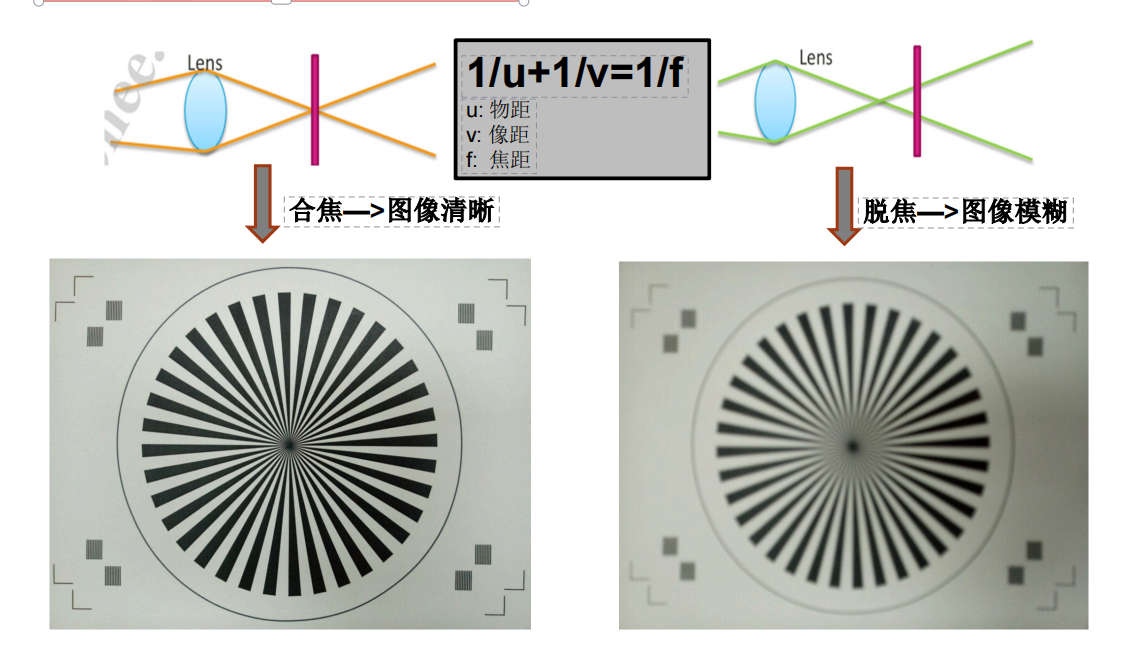 Lens
1/u+1/v=1/f
u: 物距
v: 像距
f: 焦距
Lens
合焦—>图像清晰
脱焦—>图像模糊